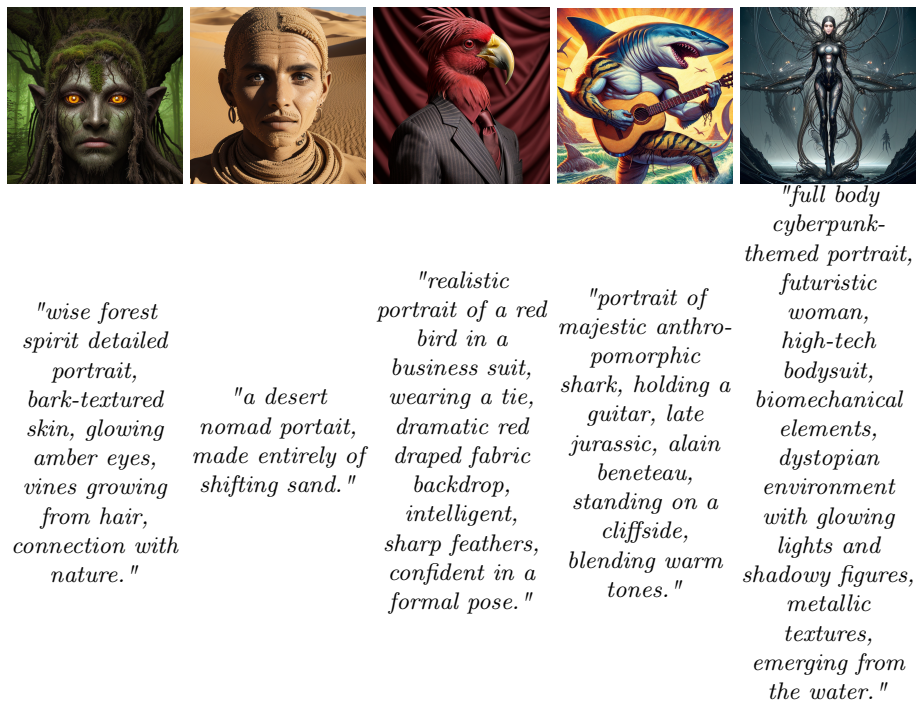 "wise forest
spirit detailed
portrait,
bark-textured
skin, glowing
amber eyes,
vines growing
from hair,
connection with
nature."
"a desert
nomad portait,
made entirely of
shifting sand."
"realistic
portrait of a red
bird in a
business suit,
wearing a tie,
dramatic red
draped fabric
backdrop,
intelligent,
sharp feathers,
confident in a
formal pose."
"portrait of
majestic anthro-
pomorphic
shark, holding a
guitar, late
jurassic, alain
beneteau,
standing on a
cliffside,
blending warm
tones."
"full body
cyberpunk-
themed portrait,
futuristic
woman,
high-tech
bodysuit,
biomechanical
elements,
dystopian
environment
with glowing
lights and
shadowy figures,
metallic
textures,
emerging from
the water."